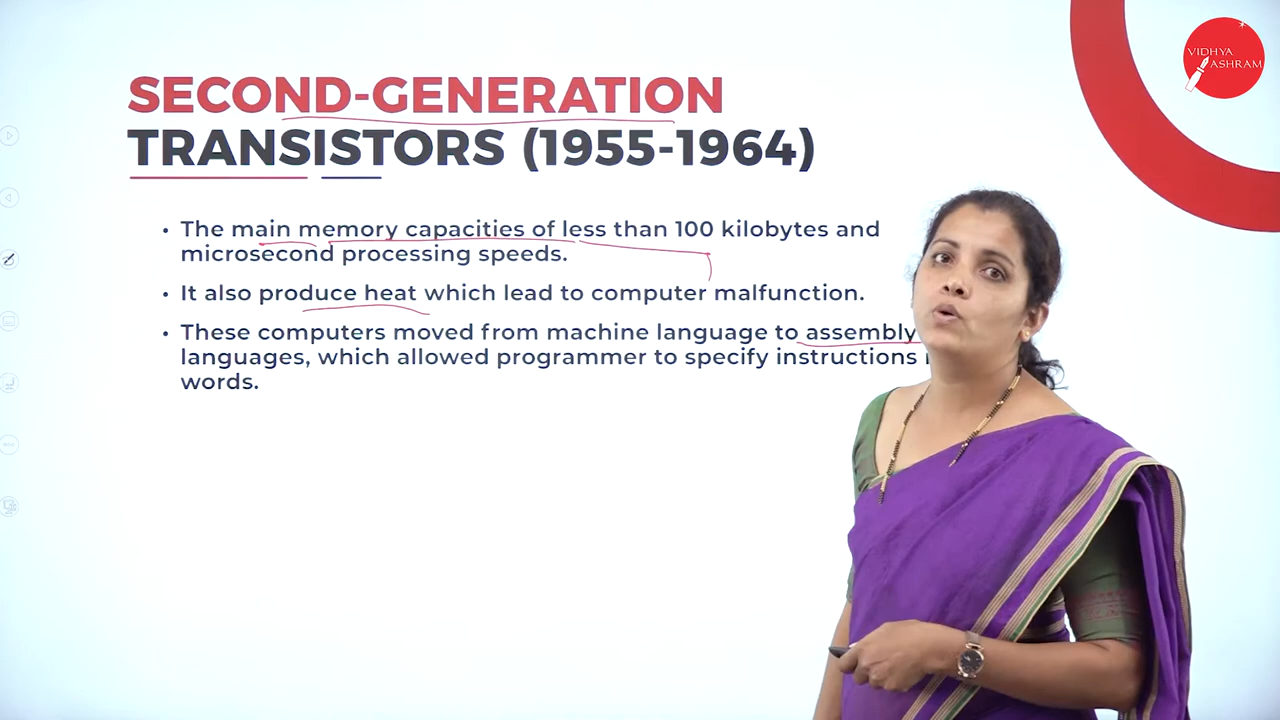 VIDHYA
ASHRAM
SECOND-GENERATION
TRANSISTORS (1955-1964)
• The main memory capacities of less than 100 kilobytes and
microsecond processing speeds.
• It also produce heat which lead to computer malfunction.
• These computers moved from machine language to assembly
languages, which allowed programmer to specify instructions
words.